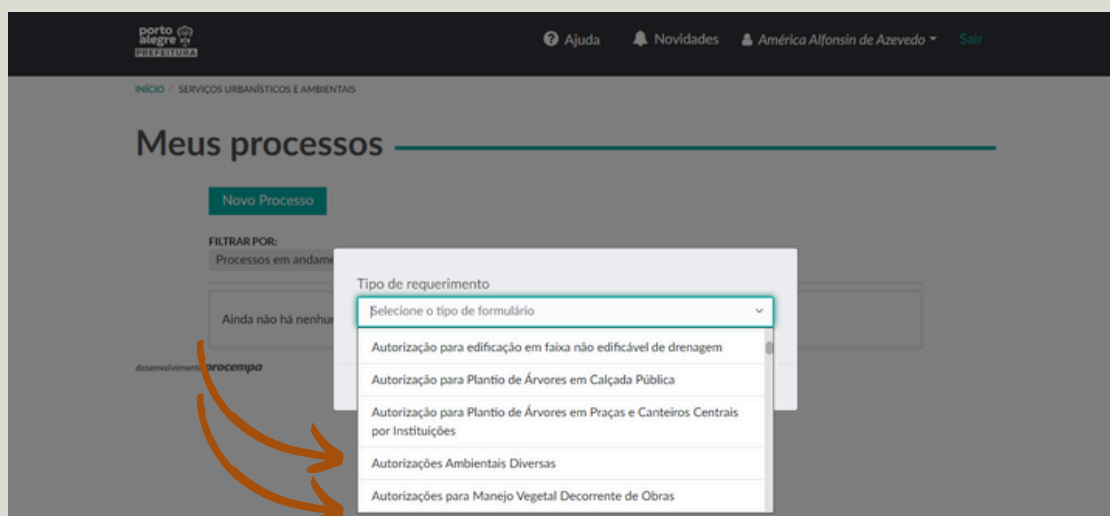 porto
alegre
PREFEITURA
Ajuda
Novidades
América Alfonsin de Azevedo
Sair
INÍCIO / SERVIÇOS URBANÍSTICOS E AMBIENTAIS
Meus processos
Novo Processo
FILTRAR POR:
Processos em andame
Tipo de requerimento
Selecione o tipo de formulário
Ainda não há nenhur
Autorização para edificação em faixa não edificável de drenagem
desenvolvimento procempa
Autorização para Plantio de Árvores em Calçada Pública
Autorização para Plantio de Árvores em Praças e Canteiros Centrais
por Instituições
Autorizações Ambientais Diversas
Autorizações para Manejo Vegetal Decorrente de Obras